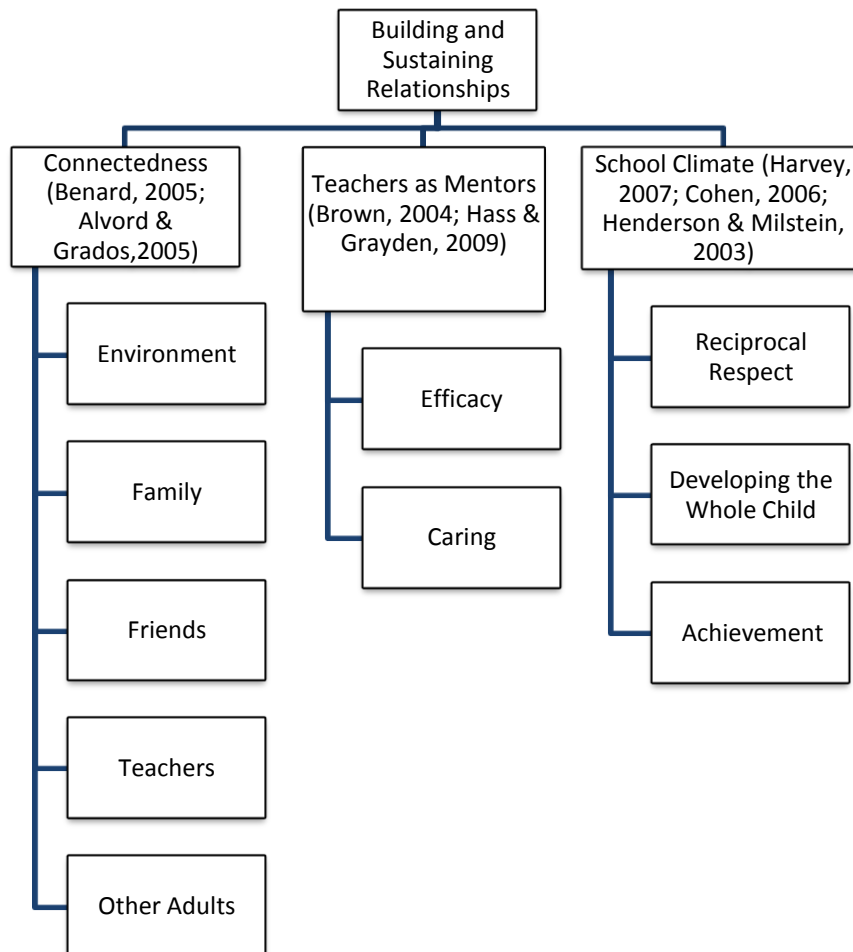 Building and
Sustaining
Relationships
Connectedness
(Benard, 2005;
Alvord &
Grados,2005)
Environment
Family
Friends
Teachers
Other Adults
Teachers as Mentors
(Brown, 2004; Hass &
Grayden, 2009)
Efficacy
Caring
School Climate (Harvey,
2007; Cohen, 2006;
Henderson & Milstein,
2003)
Reciprocal
Respect
Developing the
Whole Child
Achievement